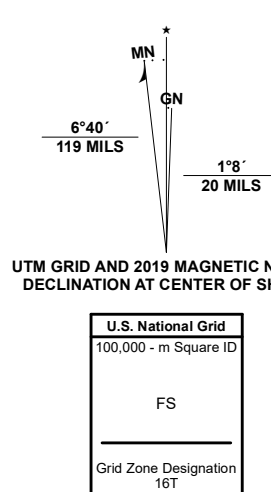 MN
GN
6°40´
119 MILS
1°8´
20 MILS
UTM GRID AND 2019 MAGNETIC N
DECLINATION AT CENTER OF SH
U.S. National Grid
100,000 - m Square ID
FS
Grid Zone Designation
16T